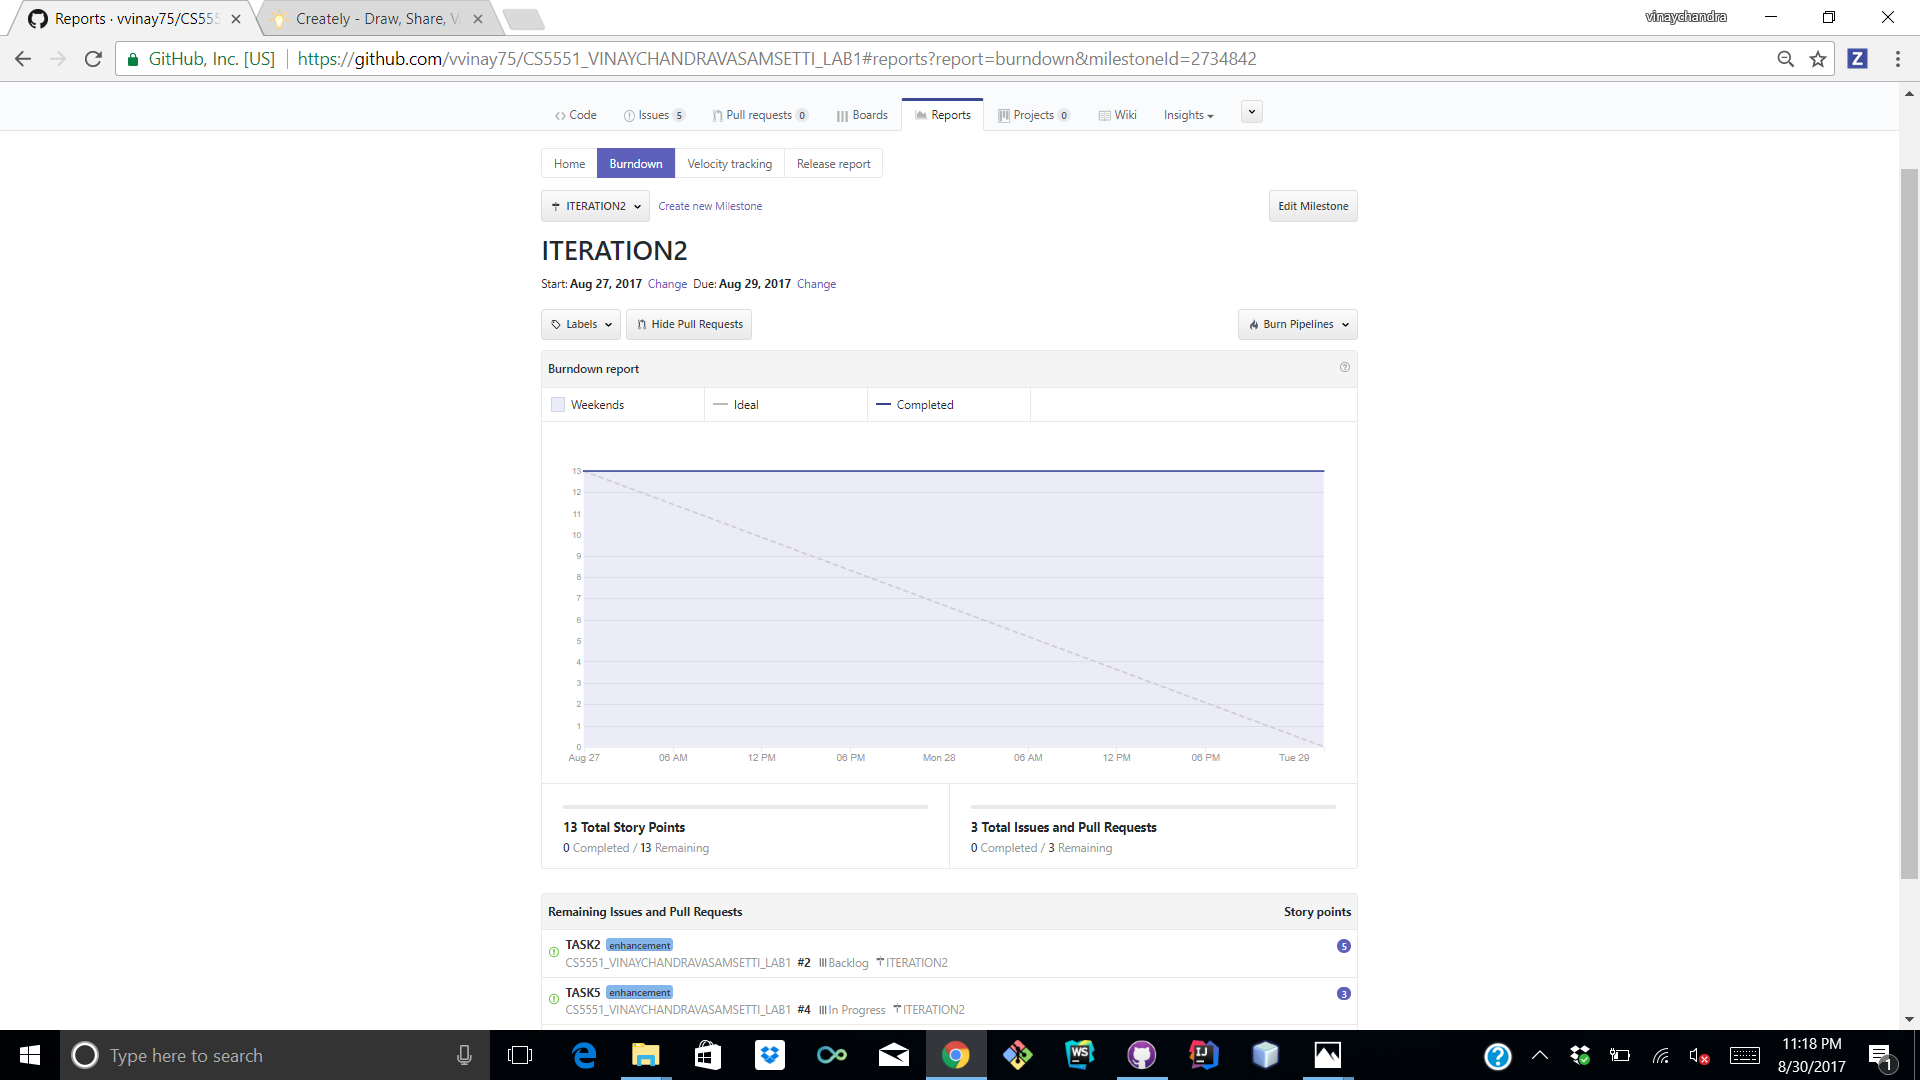 Reports · vvinay75/CS555
Creately - Draw, Share, V
vinaychandra
GitHub, Inc. [US]
https://github.com/vvinay75/CS5551_VINAYCHANDRAVASAMSETTI_LAB1#reports?report=burndown&milestoneId=2734842
Z
Code
Issues 5
Pull requests 0
Boards
Reports
Projects 0
Wiki
Insights
Home
Burndown
Velocity tracking
Release report
ITERATION2
Create new Milestone
Edit Milestone
ITERATION2
Start: Aug 27, 2017 Change Due: Aug 29, 2017 Change
Labels
Hide Pull Requests
Burn Pipelines
Burndown report
Weekends
Ideal
Completed
13
12
11
10
9
8
7
6
5
4
3
2
1
0
Aug 27
06 AM
12 PM
06 PM
Mon 28
06 AM
12 PM
06 PM
Tue 29
13 Total Story Points
0 Completed / 13 Remaining
3 Total Issues and Pull Requests
0 Completed / 3 Remaining
Remaining Issues and Pull Requests
Story points
TASK2 enhancement
5
CS5551_VINAYCHANDRAVASAMSETTI_LAB1 #2 Backlog ITERATION2
TASK5 enhancement
3
CS5551_VINAYCHANDRAVASAMSETTI_LAB1 #4 In Progress ITERATION2
Type here to search
WS
IJ
11:18 PM
8/30/2017
1